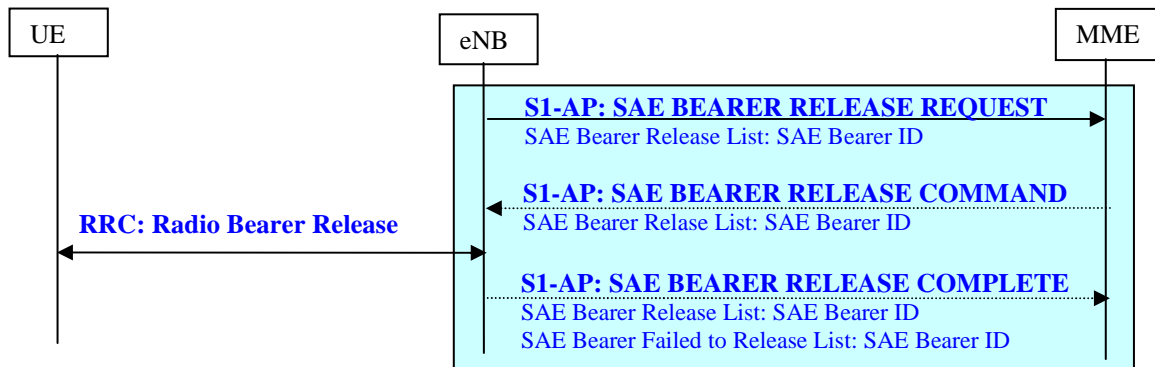 UE
eNB
MME
S1-AP: SAE BEARER RELEASE REQUEST
SAE Bearer Release List: SAE Bearer ID
S1-AP: SAE BEARER RELEASE COMMAND
SAE Bearer Relase List: SAE Bearer ID
RRC: Radio Bearer Release
S1-AP: SAE BEARER RELEASE COMPLETE
SAE Bearer Release List: SAE Bearer ID
SAE Bearer Failed to Release List: SAE Bearer ID